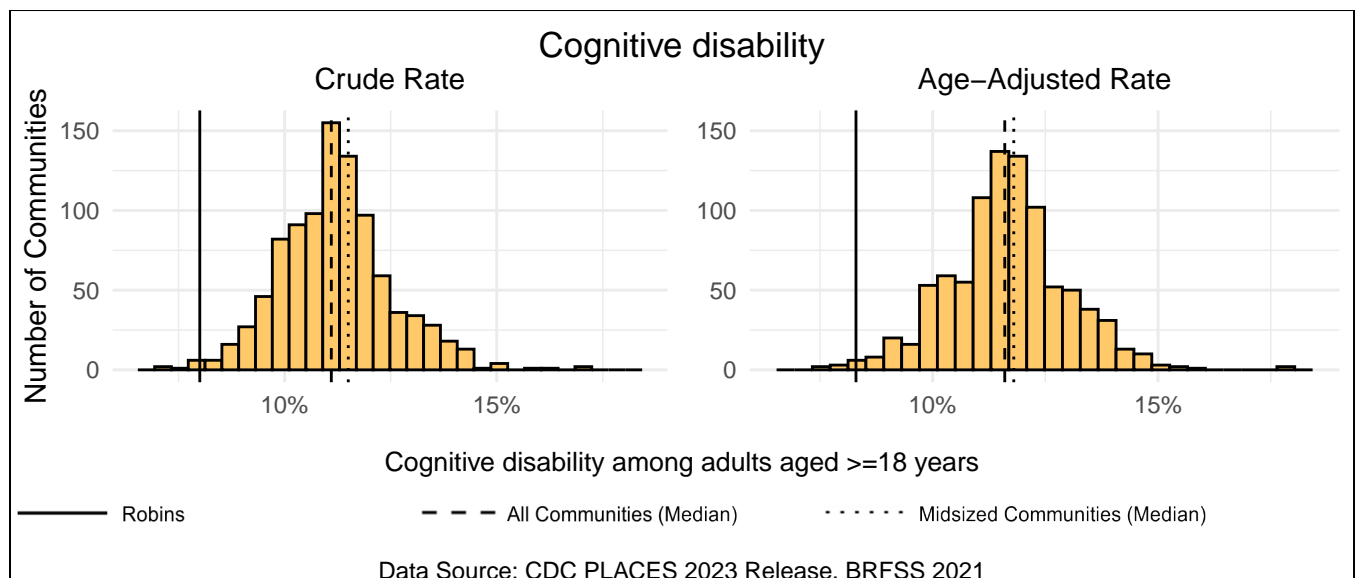 Cognitive disability
Crude Rate
Age−Adjusted Rate
Number of Communities
150
100
50
0
10%
15%
150
100
50
0
10%
15%
Cognitive disability among adults aged >=18 years
Robins
All Communities (Median)
Midsized Communities (Median)
Data Source: CDC PLACES 2023 Release, BRFSS 2021